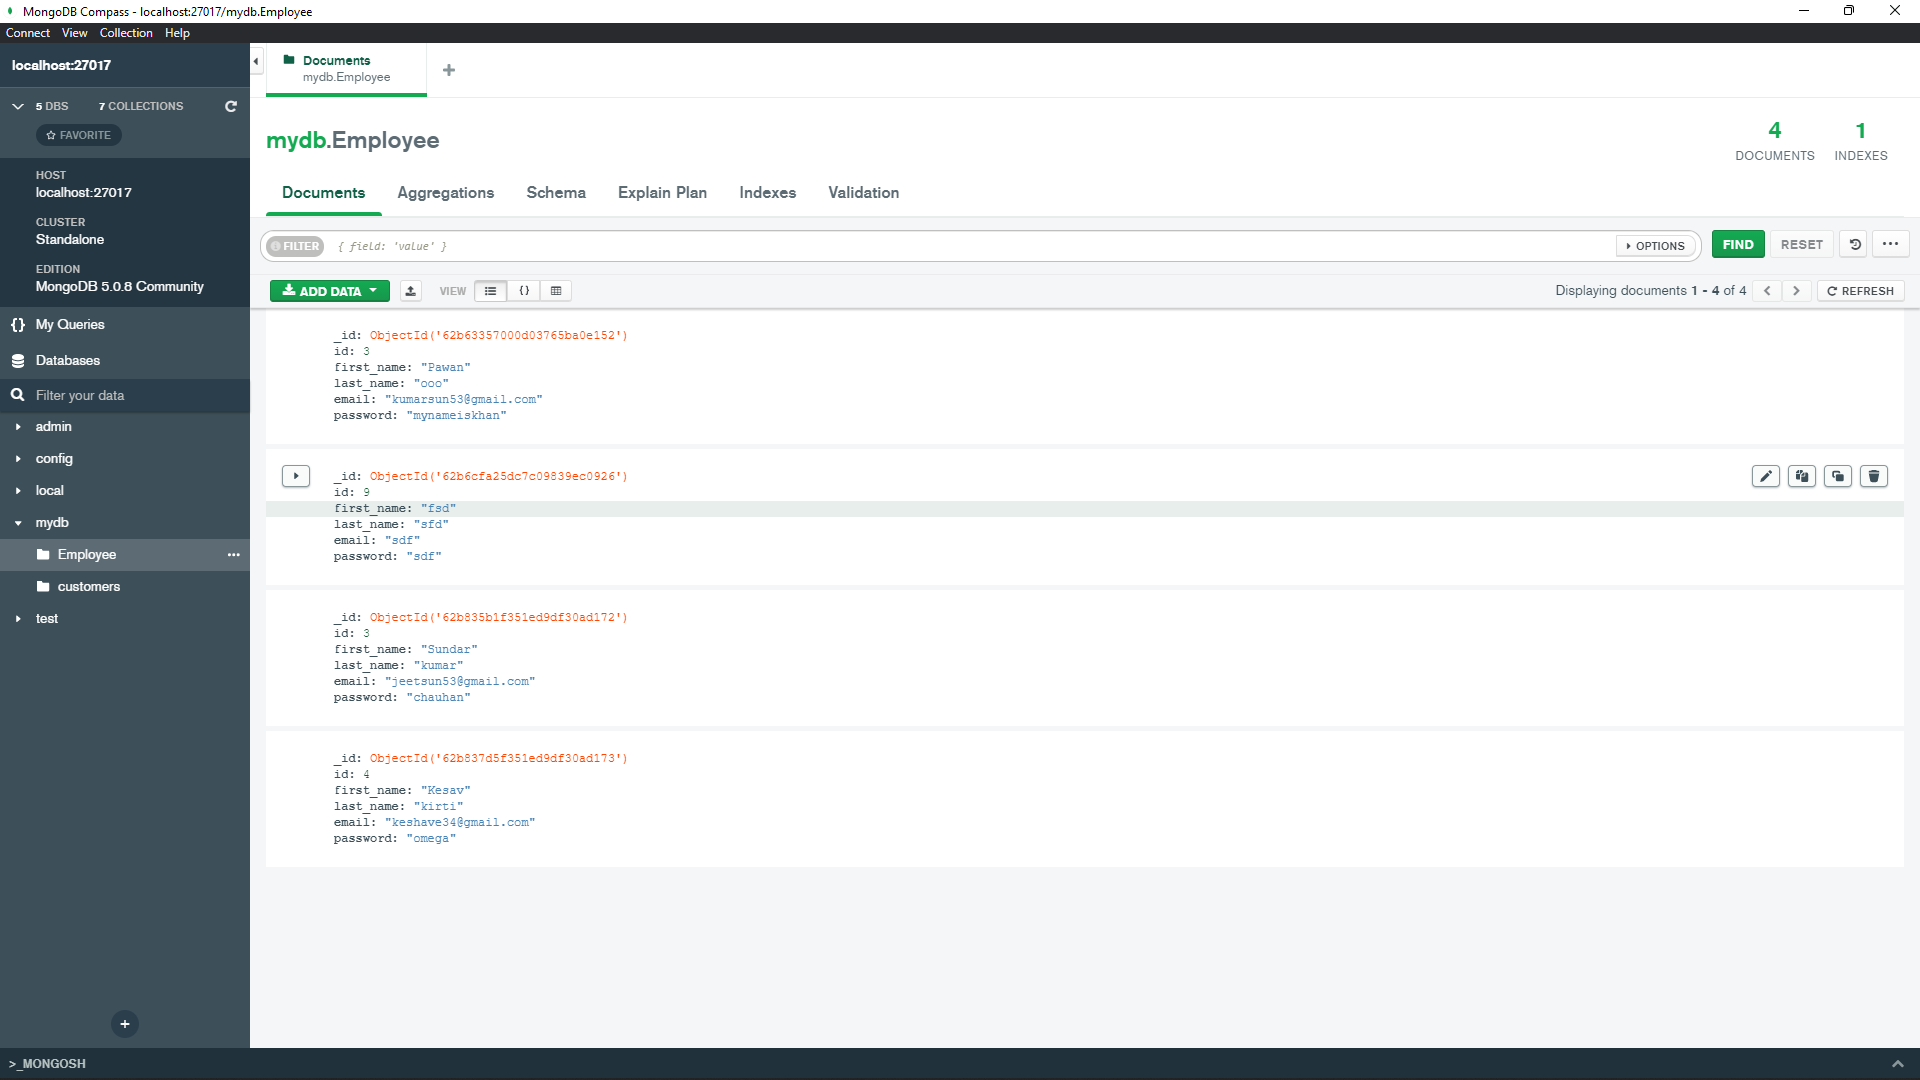 MongoDB Compass - localhost:27017/mydb.Employee
Connect View Collection Help
localhost:27017
5 DBS 7 COLLECTIONS
FAVORITE
HOST
localhost:27017
CLUSTER
Standalone
EDITION
MongoDB 5.0.8 Community
{} My Queries
Databases
Filter your data
admin
config
local
mydb
Employee ...
customers
test
+
Documents
mydb.Employee
+
mydb.Employee
4
DOCUMENTS
1
INDEXES
Documents Aggregations Schema Explain Plan Indexes Validation
FILTER { field: 'value' } OPTIONS FIND RESET ...
ADD DATA VIEW {} Displaying documents 1 - 4 of 4 < > REFRESH
_id: ObjectId('62b63357000d03765ba0e152')
id: 3
first_name: "Pawan"
last_name: "ooo"
email: "kumarsun53@gmail.com"
password: "mynameiskhan"
_id: ObjectId('62b6cfa25dc7c09839ec0926')
id: 9
first_name: "fsd"
last_name: "sfd"
email: "sdf"
password: "sdf"
_id: ObjectId('62b835b1f351ed9df30ad172')
id: 3
first_name: "Sundar"
last_name: "kumar"
email: "jeetsun53@gmail.com"
password: "chauhan"
_id: ObjectId('62b837d5f351ed9df30ad173')
id: 4
first_name: "Kesav"
last_name: "kirti"
email: "keshave34@gmail.com"
password: "omega"
>_MONGOSH